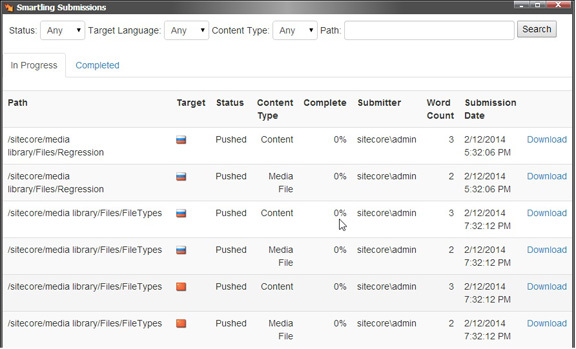 Smartling Submissions
Status: Any Target Language: Any Content Type: Any Path: Search
In Progress Completed
Path Target Status Content Type Complete Submitter Word Count Submission Date
/sitecore/media library/Files/Regression Pushed Content 0% sitecore\admin 3 2/12/2014 5:32:06 PM Download
/sitecore/media library/Files/Regression Pushed Media File 0% sitecore\admin 2 2/12/2014 5:32:06 PM Download
/sitecore/media library/Files/FileTypes Pushed Content 0% sitecore\admin 3 2/12/2014 7:32:12 PM Download
/sitecore/media library/Files/FileTypes Pushed Media File 0% sitecore\admin 2 2/12/2014 7:32:12 PM Download
/sitecore/media library/Files/FileTypes Pushed Content 0% sitecore\admin 3 2/12/2014 7:32:12 PM Download
/sitecore/media library/Files/FileTypes Pushed Media File 0% sitecore\admin 2 2/12/2014 7:32:12 PM Download